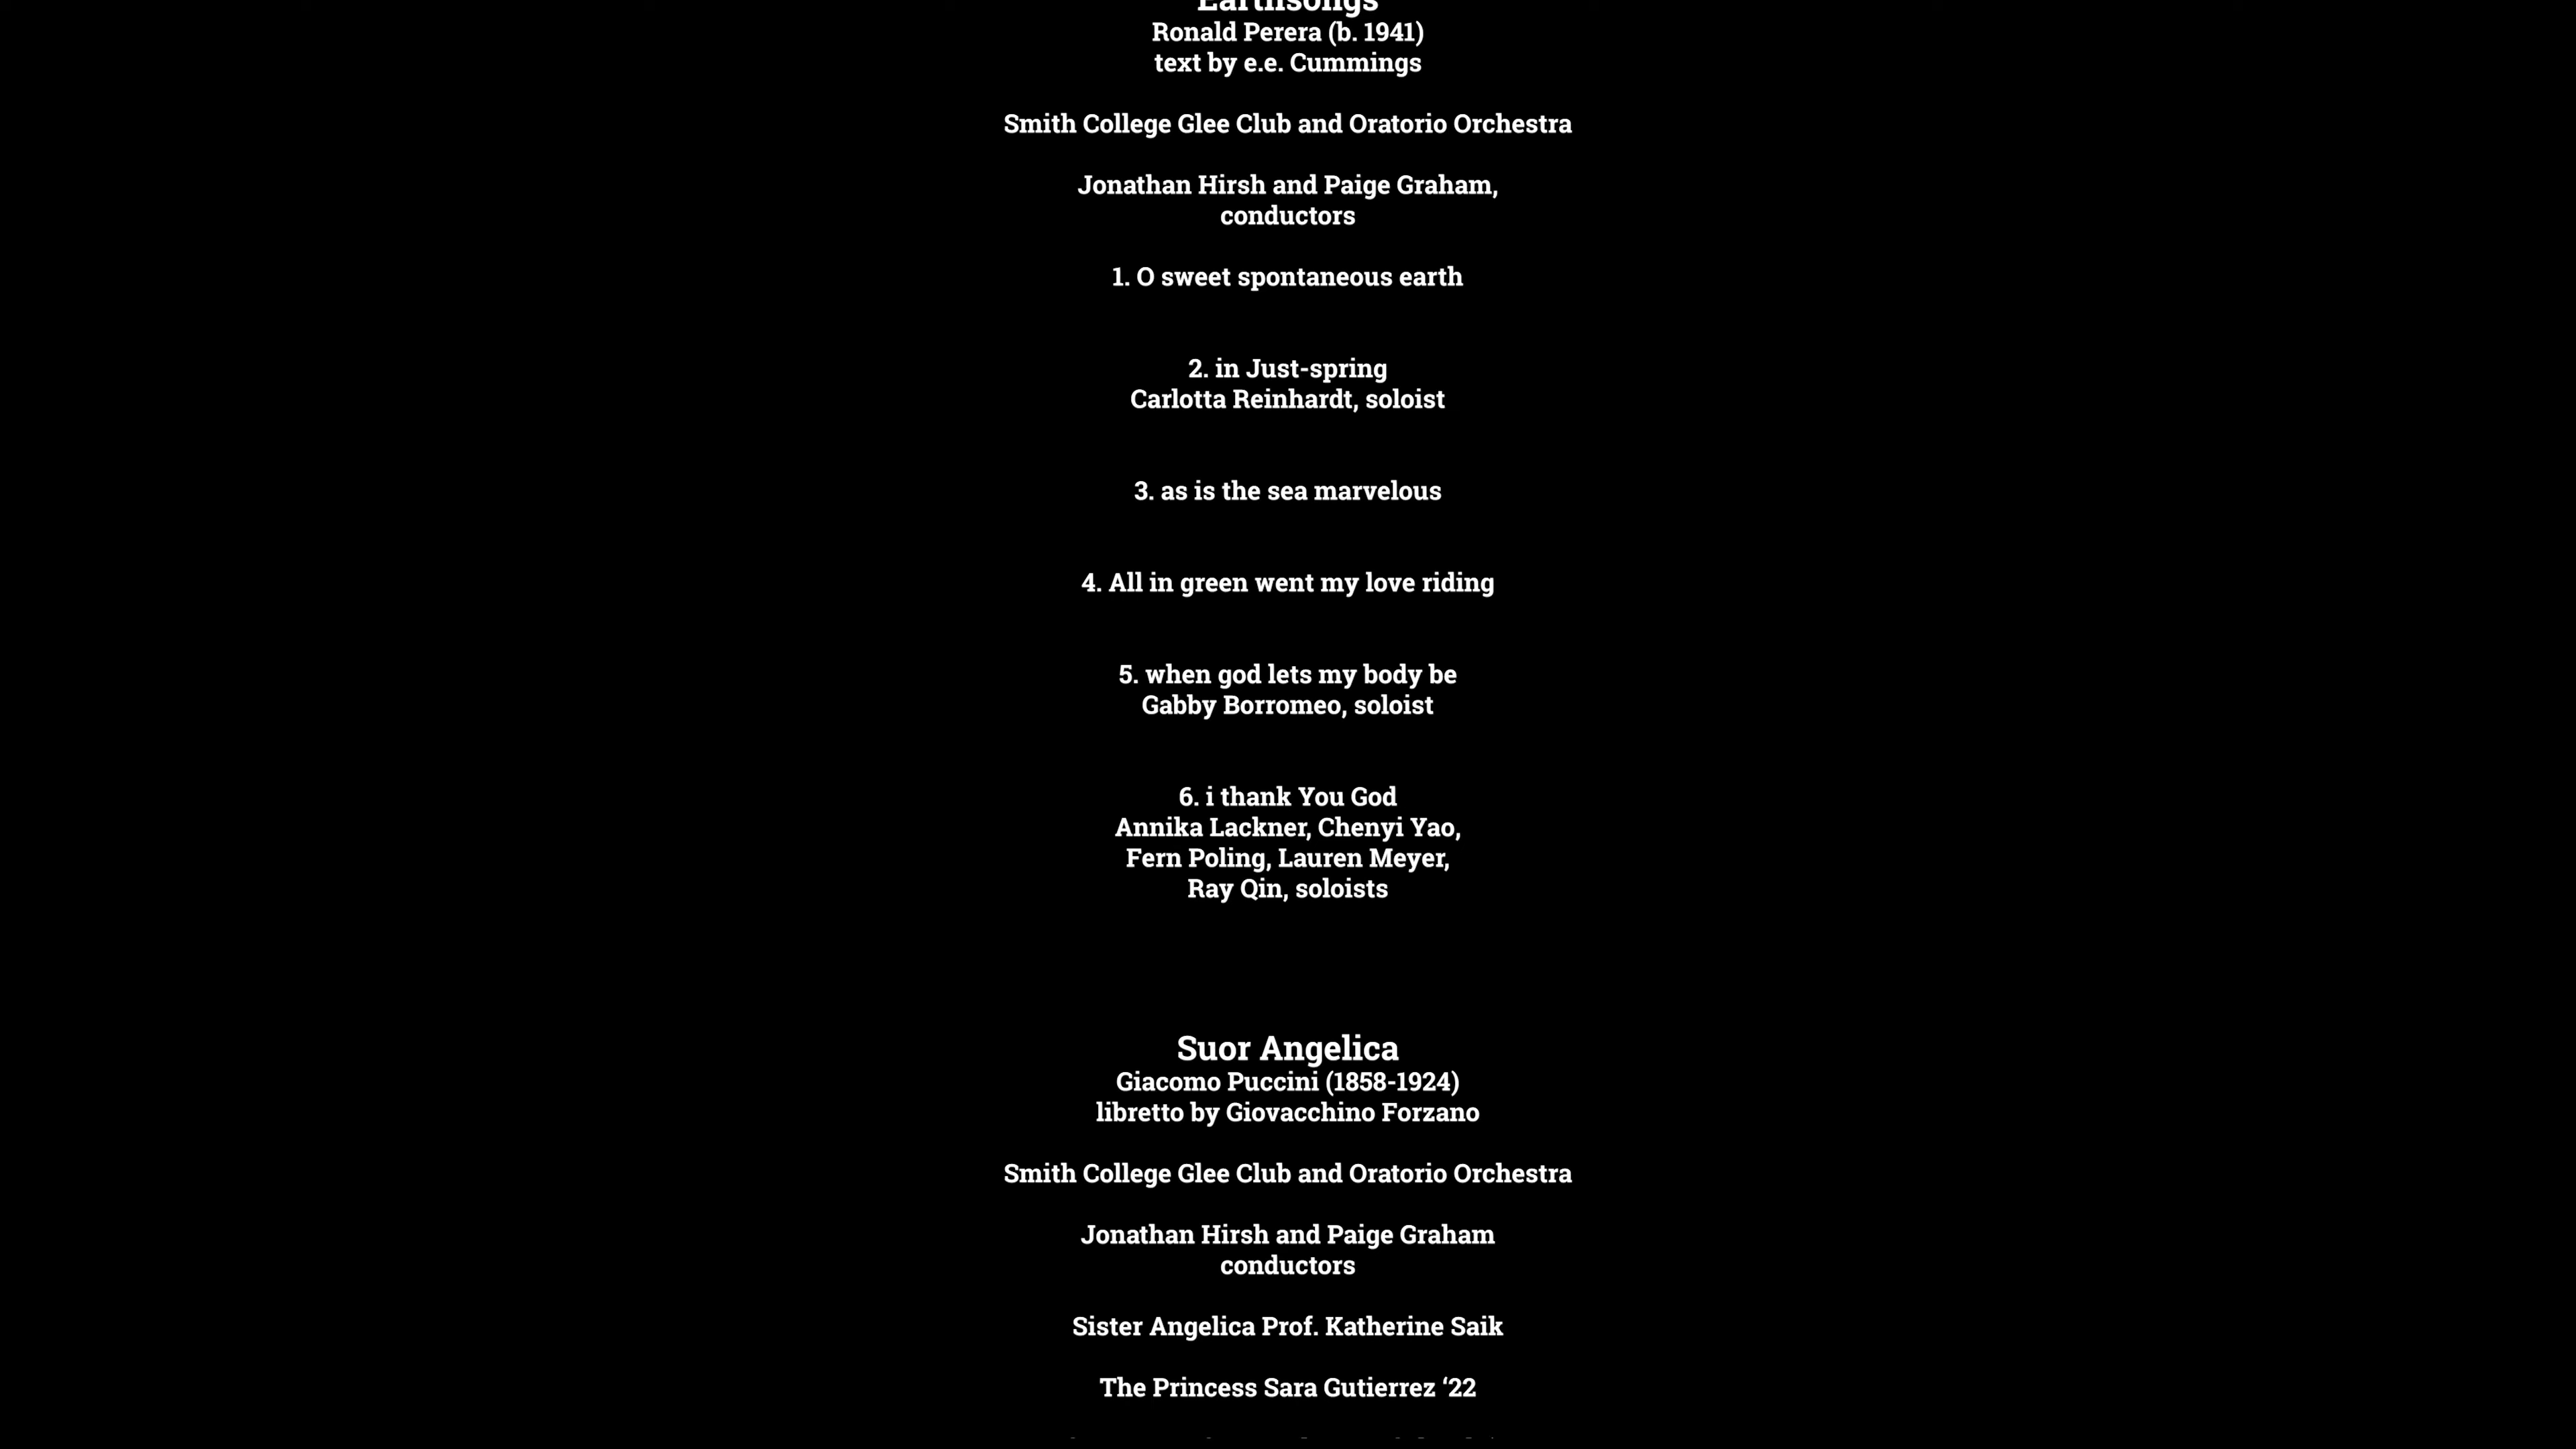 Earthsongs
Ronald Perera (b. 1941)
text by e.e. Cummings
Smith College Glee Club and Oratorio Orchestra
Jonathan Hirsh and Paige Graham,
conductors
1. O sweet spontaneous earth
2. in Just-spring
Carlotta Reinhardt, soloist
3. as is the sea marvelous
4. All in green went my love riding
5. when god lets my body be
Gabby Borromeo, soloist
6. i thank You God
Annika Lackner, Chenyi Yao,
Fern Poling, Lauren Meyer,
Ray Qin, soloists
Suor Angelica
Giacomo Puccini (1858-1924)
libretto by Giovacchino Forzano
Smith College Glee Club and Oratorio Orchestra
Jonathan Hirsh and Paige Graham
conductors
Sister Angelica Prof. Katherine Saik
The Princess Sara Gutierrez ‘22